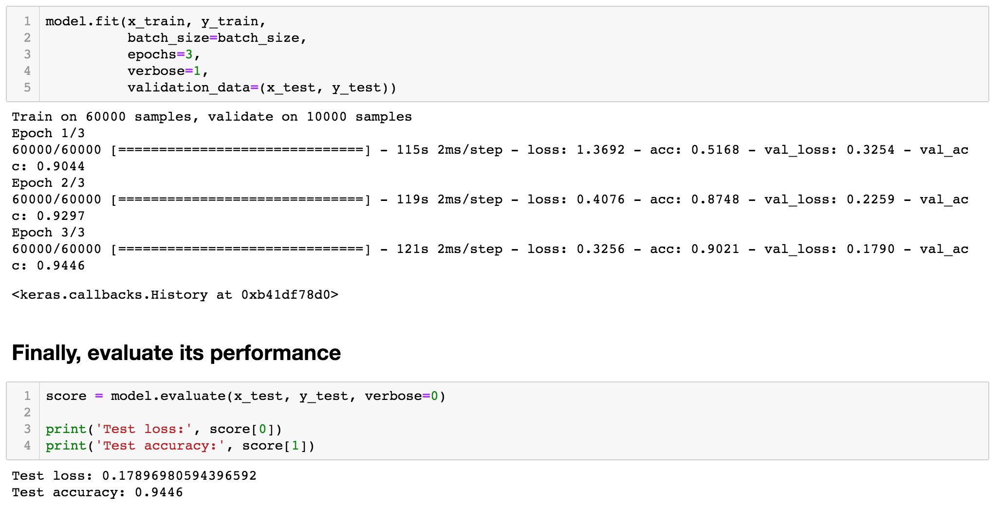 1 model.fit(x_train, y_train,
2           batch_size=batch_size,
3           epochs=3,
4           verbose=1,
5           validation_data=(x_test, y_test))
Train on 60000 samples, validate on 10000 samples
Epoch 1/3
60000/60000 [==============================] - 115s 2ms/step - loss: 1.3692 - acc: 0.5168 - val_loss: 0.3254 - val_ac
c: 0.9044
Epoch 2/3
60000/60000 [==============================] - 119s 2ms/step - loss: 0.4076 - acc: 0.8748 - val_loss: 0.2259 - val_ac
c: 0.9297
Epoch 3/3
60000/60000 [==============================] - 121s 2ms/step - loss: 0.3256 - acc: 0.9021 - val_loss: 0.1790 - val_ac
c: 0.9446
<keras.callbacks.History at 0xb41df78d0>
Finally, evaluate its performance
1 score = model.evaluate(x_test, y_test, verbose=0)
2
3 print('Test loss:', score[0])
4 print('Test accuracy:', score[1])
Test loss: 0.17896980594396592
Test accuracy: 0.9446